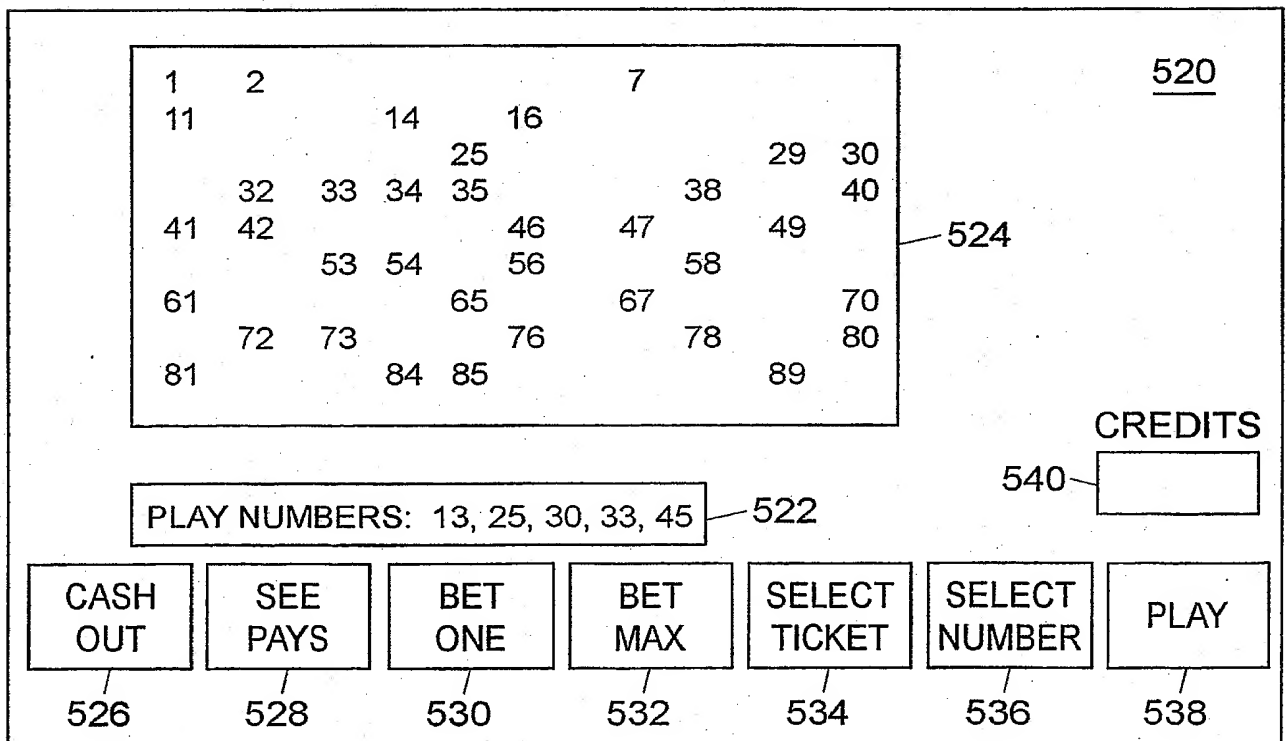 520
1 2 7
11 14 16
25 29 30
32 33 34 35 38 40
41 42 46 47 49
524
53 54 56 58
61 65 67 70
72 73 76 78 80
81 84 85 89
CREDITS
540
PLAY NUMBERS: 13, 25, 30, 33, 45
522
CASH OUT
SEE PAYS
BET ONE
BET MAX
SELECT TICKET
SELECT NUMBER
PLAY
526 528 530 532 534 536 538